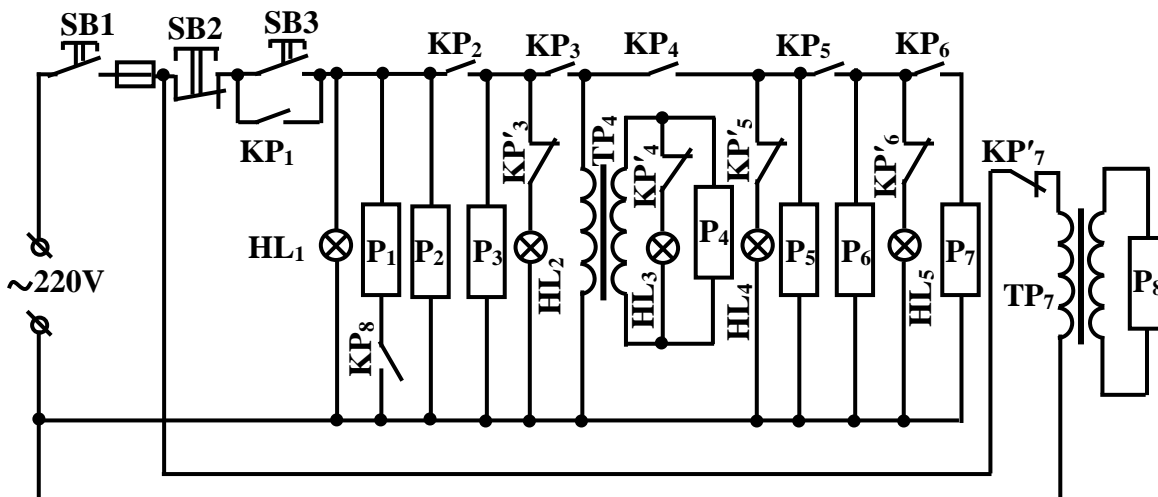 SB1
SB2
SB3
KP₁
KP₂
KP₃
KP₄
KP₅
KP₆
KP'₃
TP₄
KP'₄
KP'₅
KP'₆
KP'₇
HL₁
P₁
P₂
P₃
HL₂
HL₃
P₄
HL₄
P₅
P₆
HL₅
P₇
TP₇
P₈
~220V
KP₈